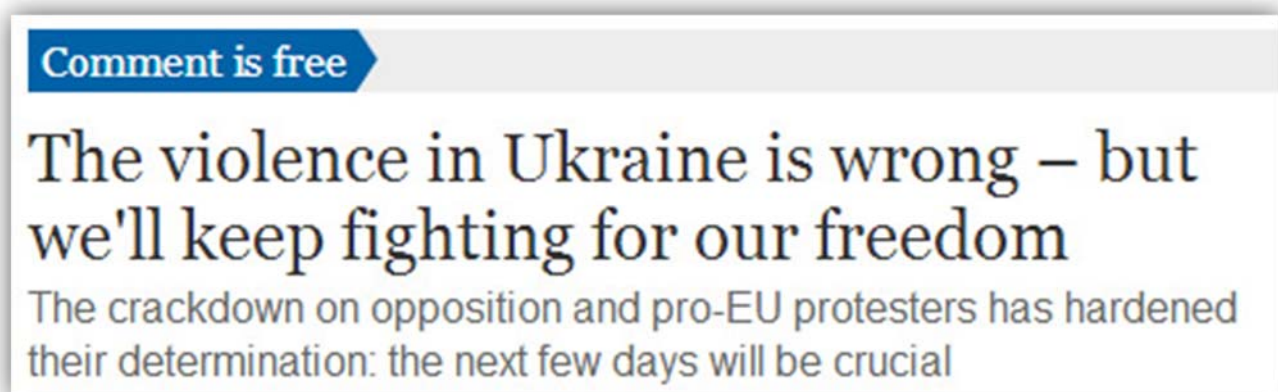 Comment is free
The violence in Ukraine is wrong – but
we'll keep fighting for our freedom
The crackdown on opposition and pro-EU protesters has hardened
their determination: the next few days will be crucial